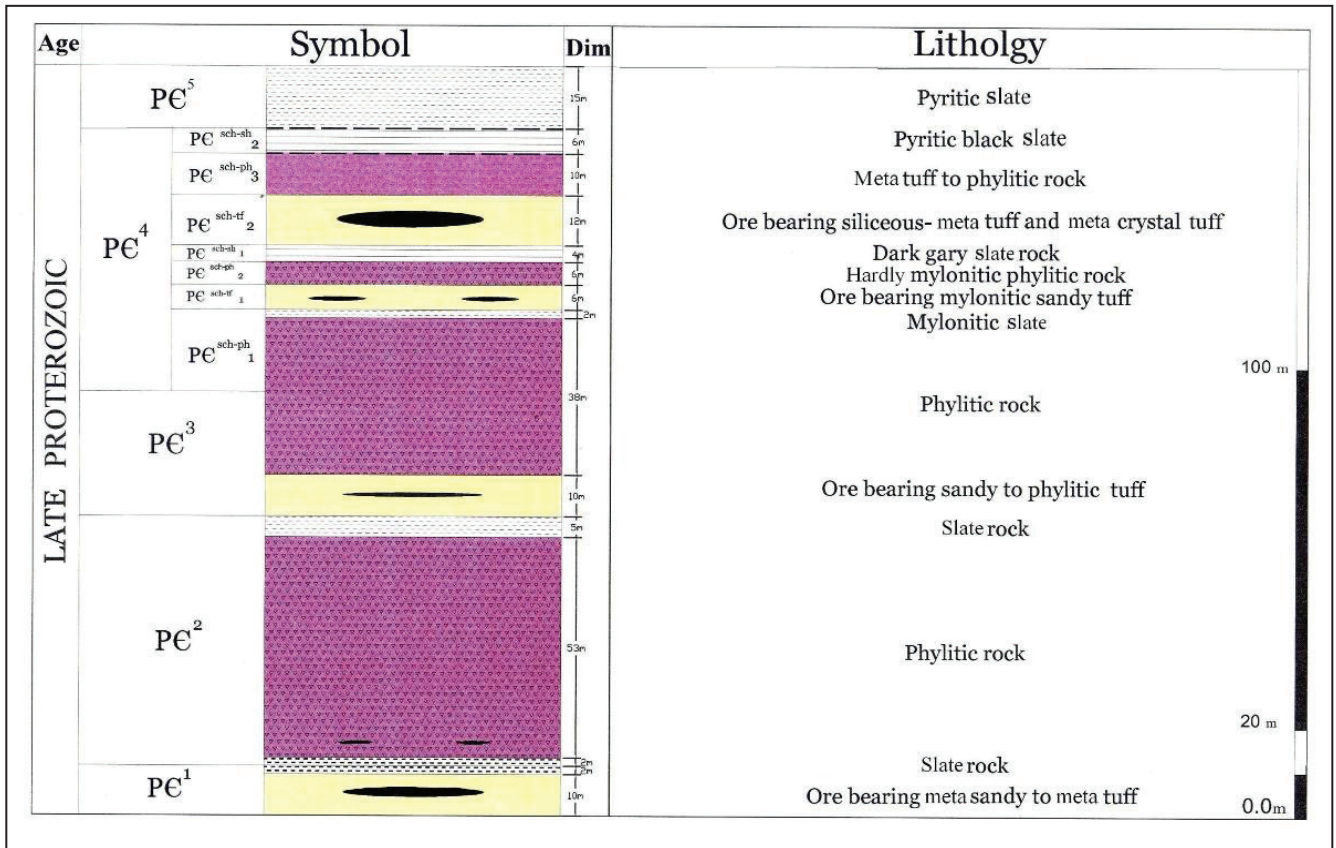 Age Symbol Dim Litholgy
LATE PROTEROZOIC
PЄ⁵ 15m Pyritic slate
PЄ⁴
PЄ sch-sh 2 6m Pyritic black slate
PЄ sch-ph 3 10m Meta tuff to phylitic rock
PЄ sch-tf 2 12m Ore bearing siliceous- meta tuff and meta crystal tuff
PЄ sch-sh 1 4m Dark gary slate rock
PЄ sch-ph 2 6m Hardly mylonitic phylitic rock
PЄ sch-tf 1 6m Ore bearing mylonitic sandy tuff
2m Mylonitic slate
PЄ sch-ph 1
100 m
38m Phylitic rock
PЄ³
10m Ore bearing sandy to phylitic tuff
5m Slate rock
PЄ²
53m Phylitic rock
20 m
2m Slate rock
2m
PЄ¹
10m Ore bearing meta sandy to meta tuff
0.0m